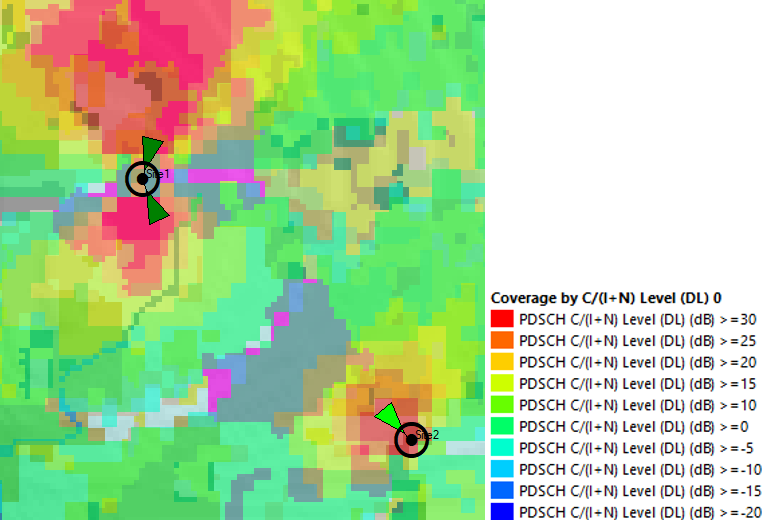 Site1
Site2
Coverage by C/(I+N) Level (DL) 0
PDSCH C/(I+N) Level (DL) (dB) >=30
PDSCH C/(I+N) Level (DL) (dB) >=25
PDSCH C/(I+N) Level (DL) (dB) >=20
PDSCH C/(I+N) Level (DL) (dB) >=15
PDSCH C/(I+N) Level (DL) (dB) >=10
PDSCH C/(I+N) Level (DL) (dB) >=0
PDSCH C/(I+N) Level (DL) (dB) >=-5
PDSCH C/(I+N) Level (DL) (dB) >=-10
PDSCH C/(I+N) Level (DL) (dB) >=-15
PDSCH C/(I+N) Level (DL) (dB) >=-20